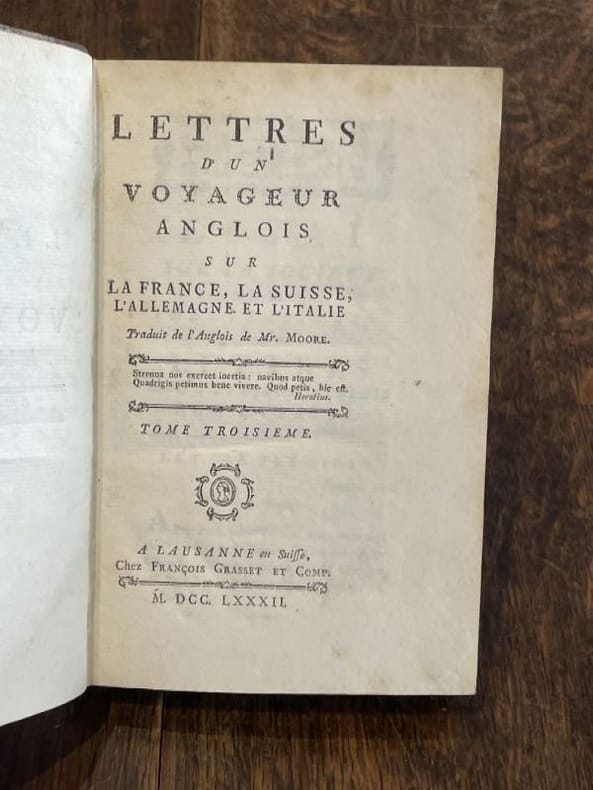 LETTRES
D'UN
VOYAGEUR
ANGLOIS
SUR
LA FRANCE, LA SUISSE,
L'ALLEMAGNE. ET L'ITALIE
Traduit de l'Anglois de Mr. MOORE.
Strenua nos exercet inertia: navibus atque
Quadrigis petimus bene vivere. Quod petis, hic est.
Horatius.
TOME TROISIEME.
A LAUSANNE en Suisse,
Chez FRANÇOIS GRASSET ET COMP.
M. DCC. LXXXII.